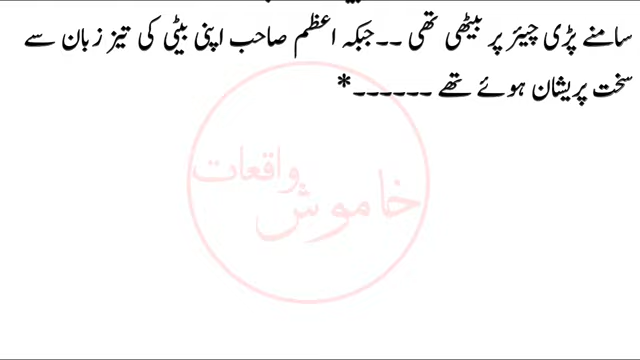 سامنے پڑی چیئر پر بیٹھی تھی ۔۔جبکہ اعظم صاحب اپنی بیٹی کی تیز زبان سے
سخت پریشان ہوئے تھے ۔۔۔۔۔۔*
خاموش واقعات